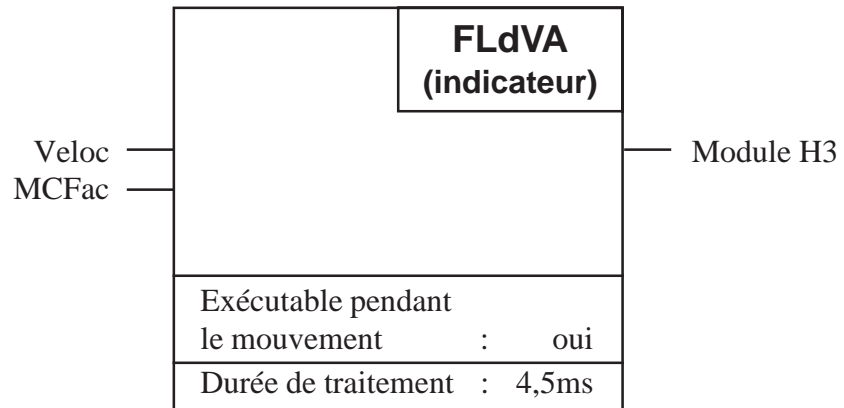 FLdVA
(indicateur)
Veloc
MCFac
Module H3
Exécutable pendant
le mouvement : oui
Durée de traitement : 4,5ms